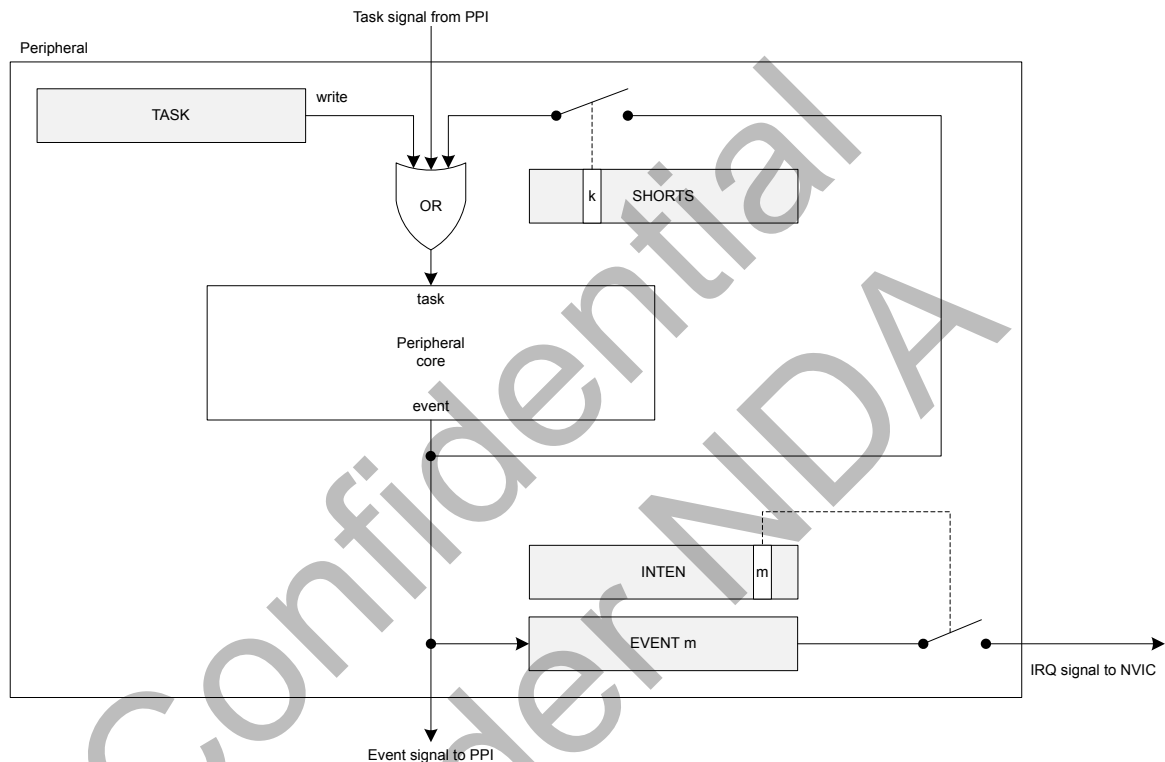 Task signal from PPI
Peripheral
TASK
write
OR
k
SHORTS
task
Peripheral
core
event
INTEN
m
EVENT m
IRQ signal to NVIC
Event signal to PPI
Confidential
der NDA